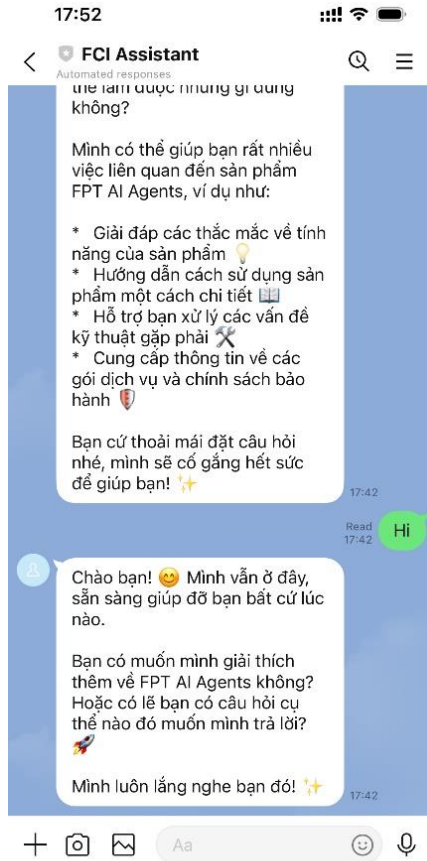 17:52
FCI Assistant
Automated responses
thể làm được những gì đúng
không?
Mình có thể giúp bạn rất nhiều
việc liên quan đến sản phẩm
FPT AI Agents, ví dụ như:
* Giải đáp các thắc mắc về tính
năng của sản phẩm 💡
* Hướng dẫn cách sử dụng sản
phẩm một cách chi tiết 📖
* Hỗ trợ bạn xử lý các vấn đề
kỹ thuật gặp phải 🛠️
* Cung cấp thông tin về các
gói dịch vụ và chính sách bảo
hành 🛡️
Bạn cứ thoải mái đặt câu hỏi
nhé, mình sẽ cố gắng hết sức
để giúp bạn! ✨
17:42
Read
17:42
Hi
Chào bạn! 😊 Mình vẫn ở đây,
sẵn sàng giúp đỡ bạn bất cứ lúc
nào.
Bạn có muốn mình giải thích
thêm về FPT AI Agents không?
Hoặc có lẽ bạn có câu hỏi cụ
thể nào đó muốn mình trả lời?
🚀
Mình luôn lắng nghe bạn đó! ✨
17:42
Aa